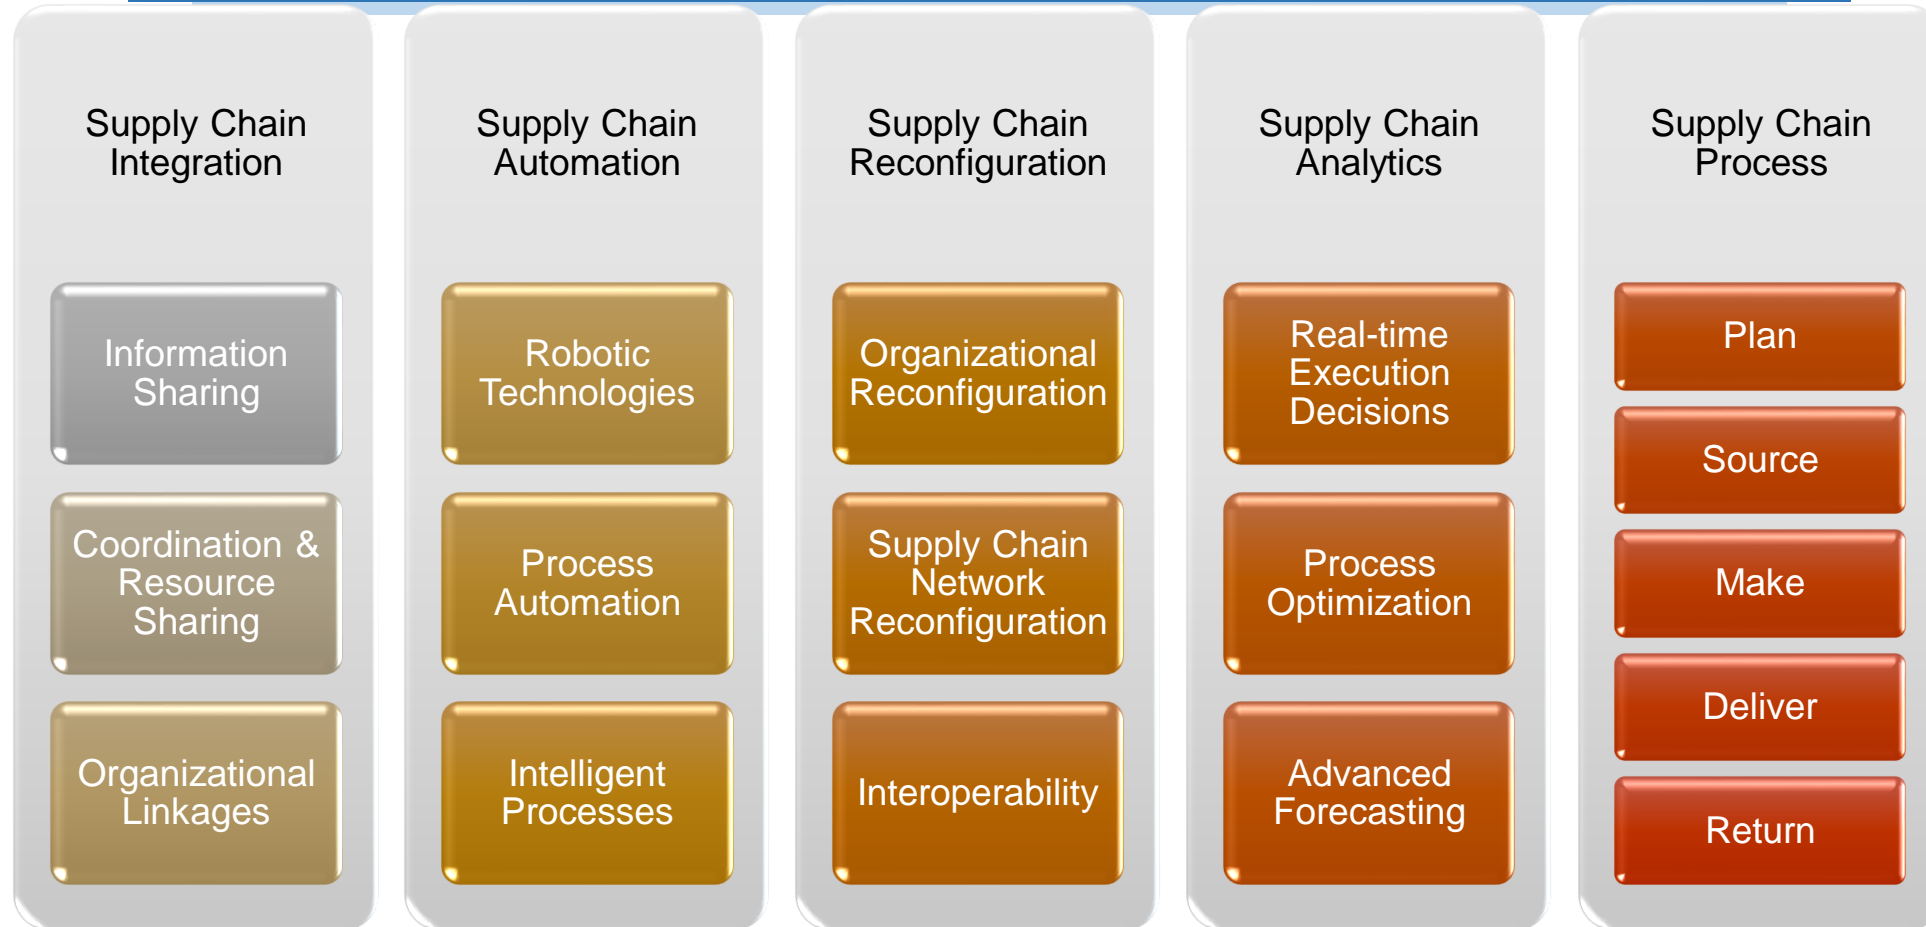 Supply Chain
Integration
Information
Sharing
Coordination &
Resource
Sharing
Organizational
Linkages
Supply Chain
Automation
Robotic
Technologies
Process
Automation
Intelligent
Processes
Supply Chain
Reconfiguration
Organizational
Reconfiguration
Supply Chain
Network
Reconfiguration
Interoperability
Supply Chain
Analytics
Real-time
Execution
Decisions
Process
Optimization
Advanced
Forecasting
Supply Chain
Process
Plan
Source
Make
Deliver
Return